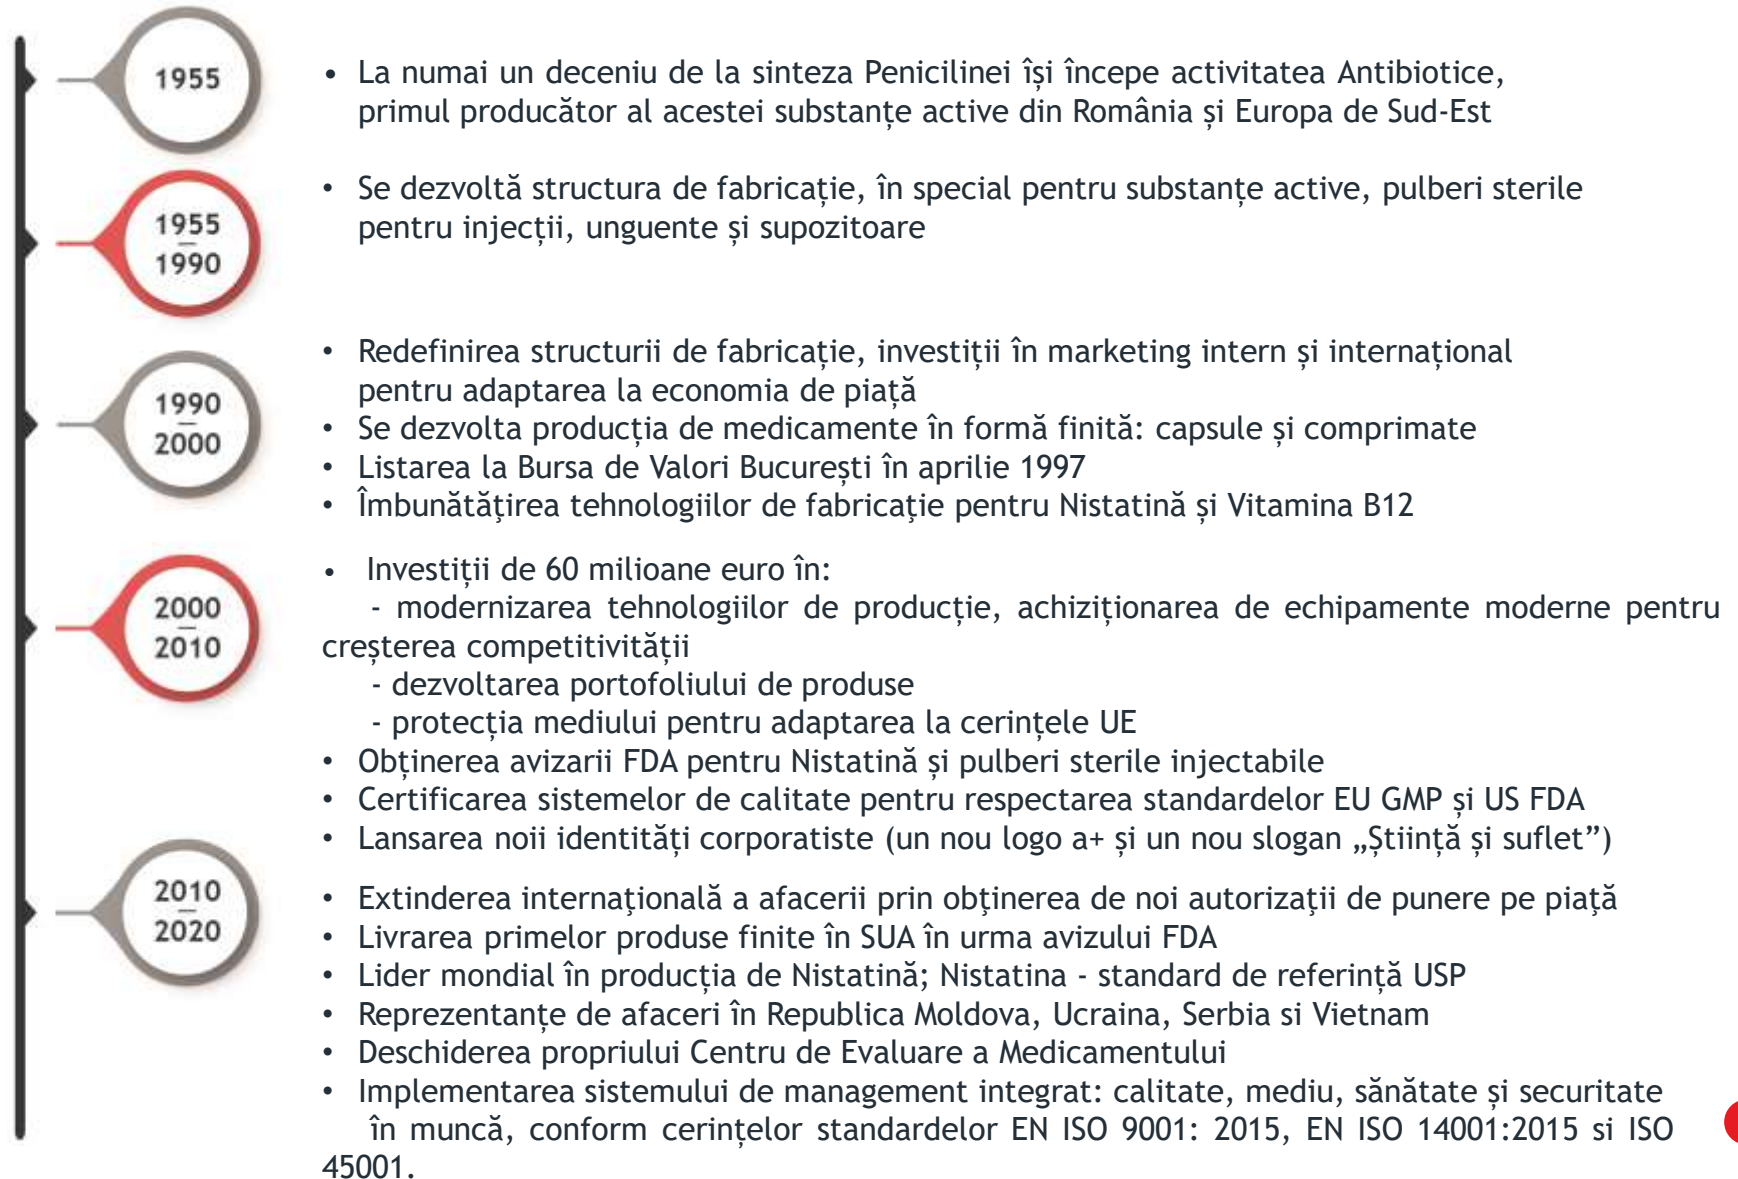 1955
• La numai un deceniu de la sinteza Penicilinei își începe activitatea Antibiotice,
primul producător al acestei substanțe active din România și Europa de Sud-Est
1955
—
1990
• Se dezvoltă structura de fabricație, în special pentru substanțe active, pulberi sterile
pentru injecții, unguente și supozitoare
1990
—
2000
• Redefinirea structurii de fabricație, investiții în marketing intern și internațional
pentru adaptarea la economia de piață
• Se dezvolta producția de medicamente în formă finită: capsule și comprimate
• Listarea la Bursa de Valori București în aprilie 1997
• Îmbunătăţirea tehnologiilor de fabricaţie pentru Nistatină și Vitamina B12
2000
—
2010
• Investiții de 60 milioane euro în:
- modernizarea tehnologiilor de producție, achiziționarea de echipamente moderne pentru
creșterea competitivității
- dezvoltarea portofoliului de produse
- protecția mediului pentru adaptarea la cerințele UE
• Obținerea avizarii FDA pentru Nistatină și pulberi sterile injectabile
• Certificarea sistemelor de calitate pentru respectarea standardelor EU GMP și US FDA
• Lansarea noii identități corporatiste (un nou logo a+ și un nou slogan „Știință și suflet”)
2010
—
2020
• Extinderea internaţională a afacerii prin obţinerea de noi autorizaţii de punere pe piaţă
• Livrarea primelor produse finite în SUA în urma avizului FDA
• Lider mondial în producția de Nistatină; Nistatina - standard de referință USP
• Reprezentanțe de afaceri în Republica Moldova, Ucraina, Serbia si Vietnam
• Deschiderea propriului Centru de Evaluare a Medicamentului
• Implementarea sistemului de management integrat: calitate, mediu, sănătate și securitate
în muncă, conform cerințelor standardelor EN ISO 9001: 2015, EN ISO 14001:2015 si ISO
45001.